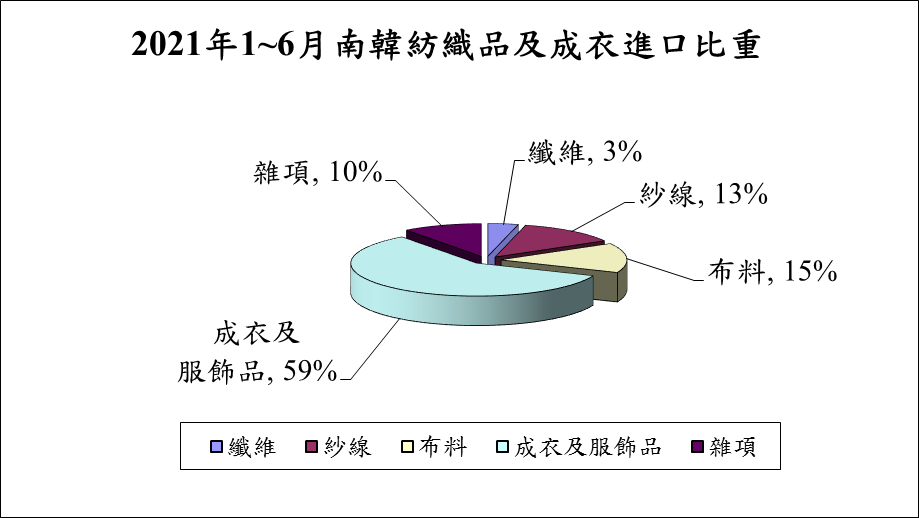 2021年1~6月南韓紡織品及成衣進口比重
纖維, 3%
雜項, 10%
紗線, 13%
布料, 15%
成衣及
服飾品, 59%
纖維 紗線 布料 成衣及服飾品 雜項